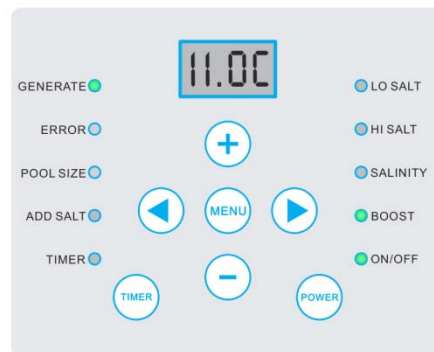 11.0C
GENERATE
ERROR
POOL SIZE
ADD SALT
TIMER
LO SALT
HI SALT
SALINITY
BOOST
ON/OFF
+
MENU
−
TIMER
POWER